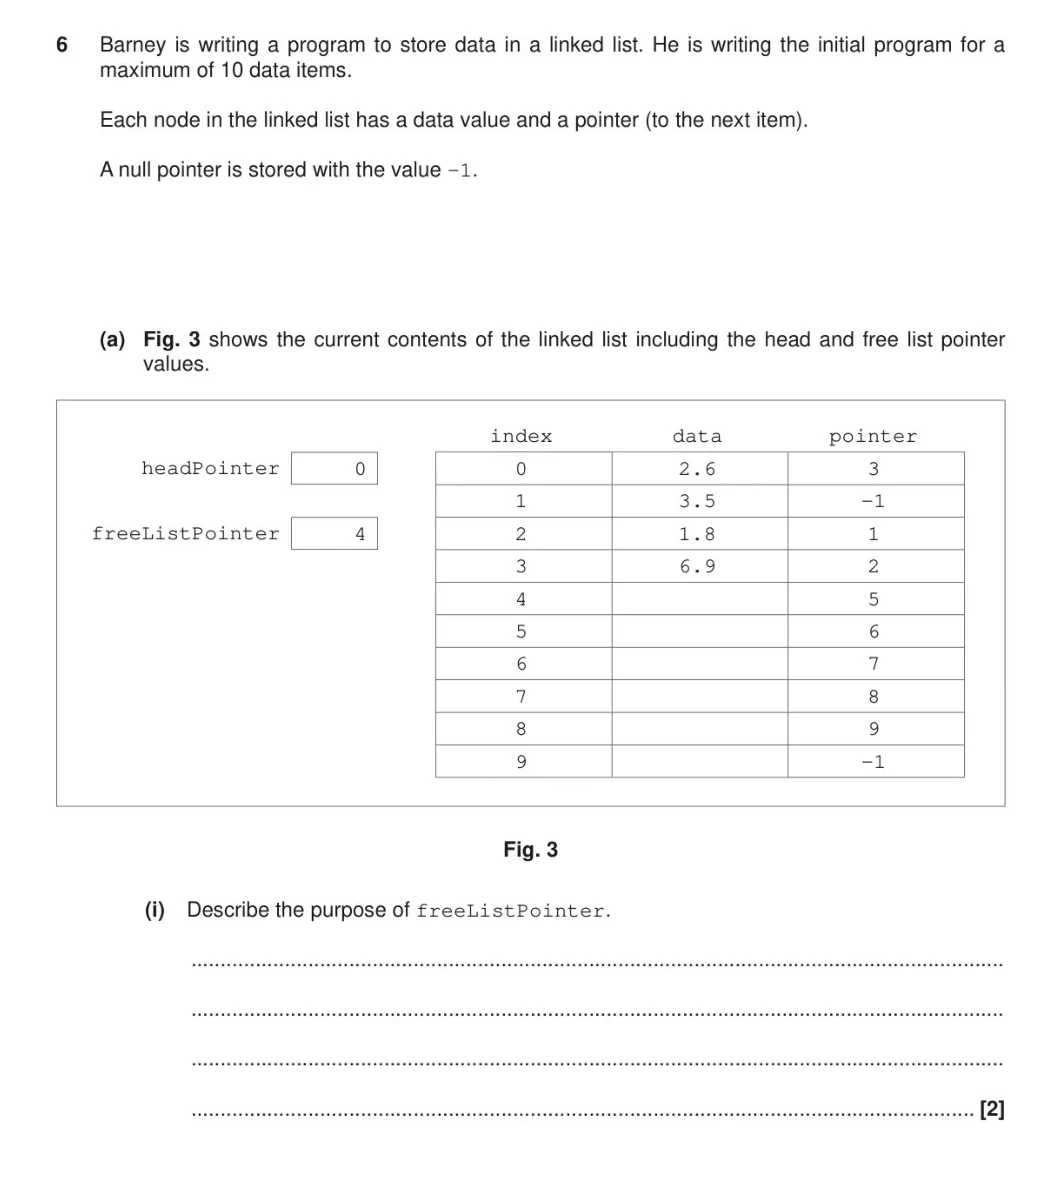 6 Barney is writing a program to store data in a linked list. He is writing the initial program for a
maximum of 10 data items.
Each node in the linked list has a data value and a pointer (to the next item).
A null pointer is stored with the value –1.
(a) Fig. 3 shows the current contents of the linked list including the head and free list pointer
values.
index data pointer
headPointer 0
freeListPointer 4
0 2.6 3
1 3.5 –1
2 1.8 1
3 6.9 2
4 5
5 6
6 7
7 8
8 9
9 –1
Fig. 3
(i) Describe the purpose of freeListPointer.
[2]